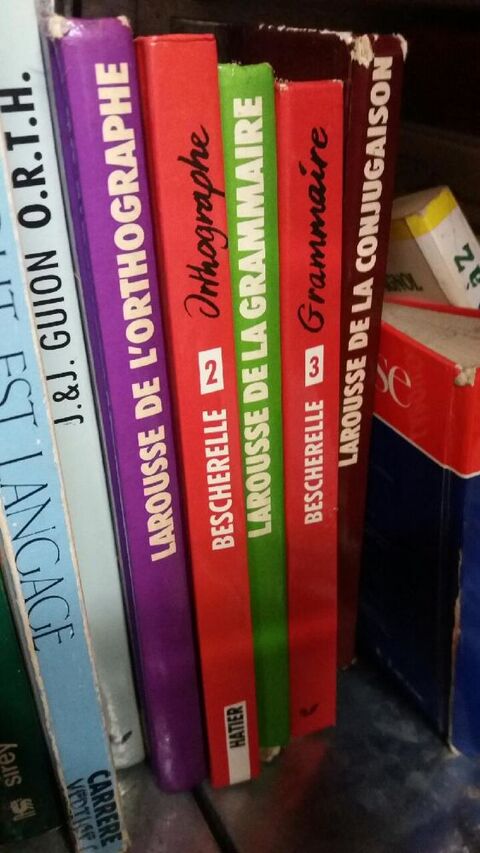 sirey
EST LANGAGE
CARRERE
J.&J. GUION O.R.T.H.
LAROUSSE DE L'ORTHOGRAPHE
BESCHERELLE 2 Orthographe
HATIER
LAROUSSE DE LA GRAMMAIRE
BESCHERELLE 3 Grammaire
LAROUSSE DE LA CONJUGAISON